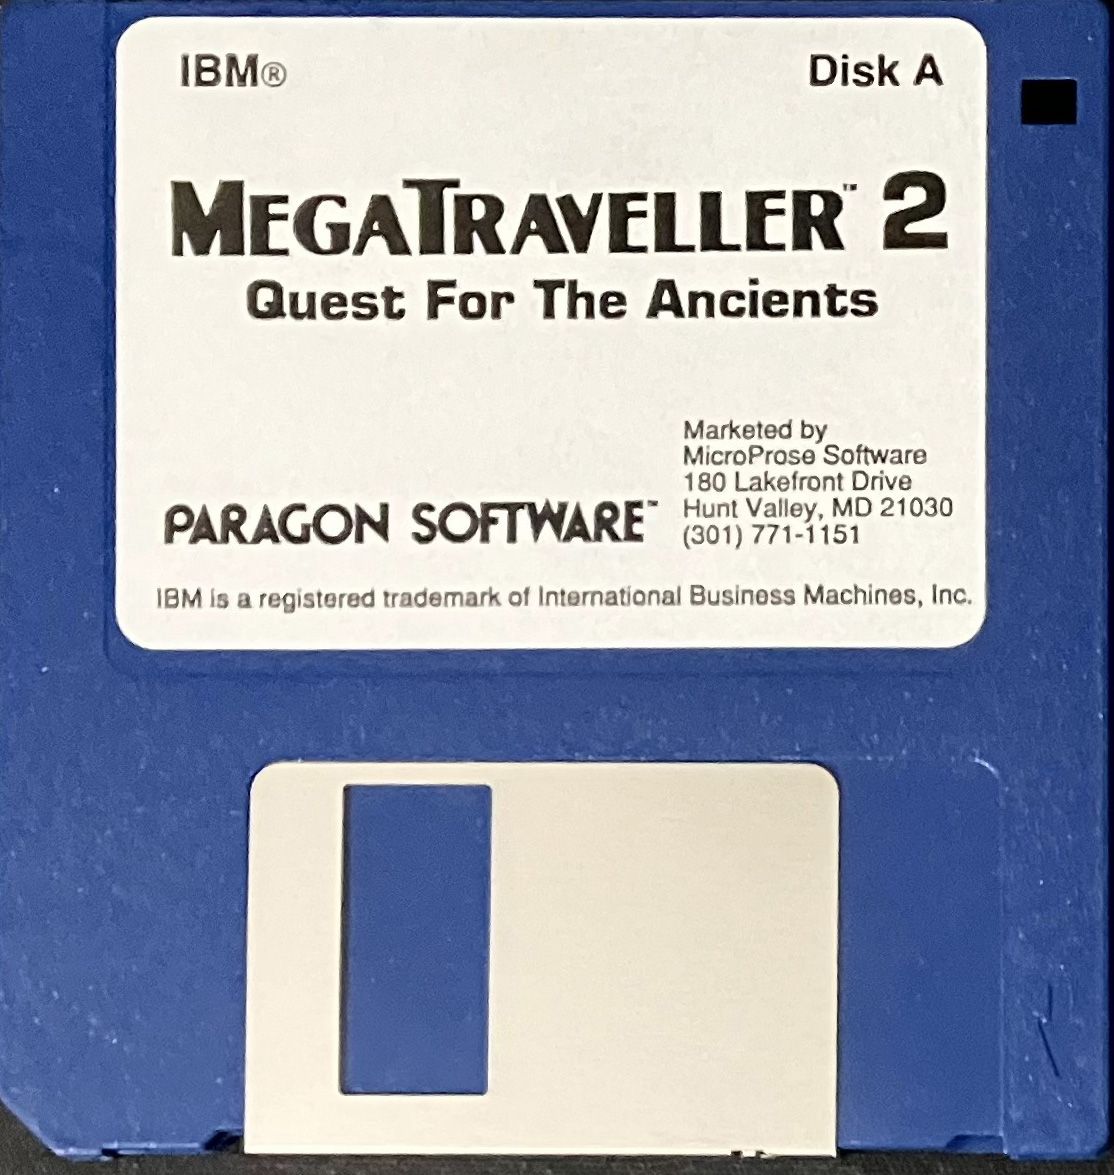 IBM® Disk A
MEGATRAVELLER™ 2
Quest For The Ancients
Marketed by
MicroProse Software
180 Lakefront Drive
Hunt Valley, MD 21030
(301) 771-1151
PARAGON SOFTWARE™
IBM is a registered trademark of International Business Machines, Inc.